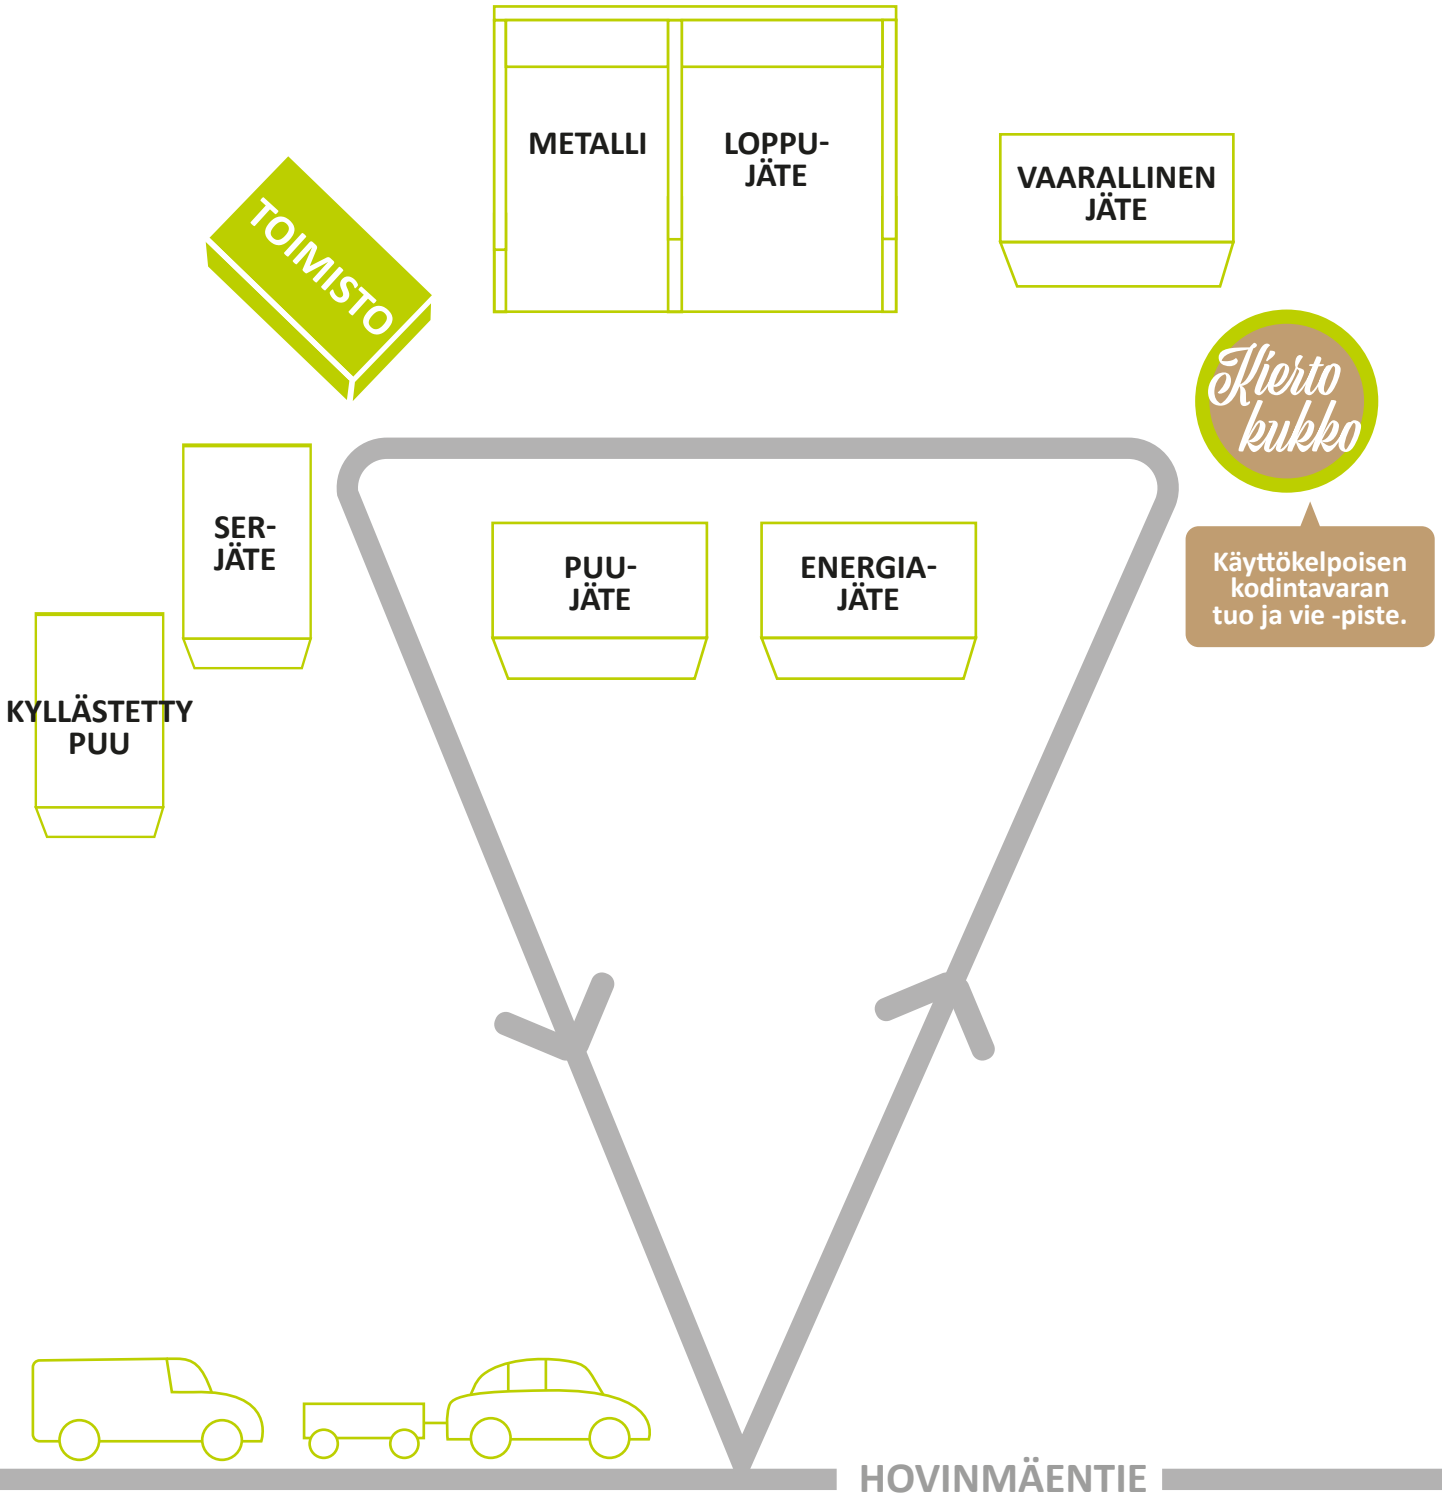 METALLI
LOPPU-
JÄTE
VAARALLINEN
JÄTE
TOIMISTO
Kierto
kukko
SER-
JÄTE
PUU-
JÄTE
ENERGIA-
JÄTE
Käyttökelpoisen
kodintavaran
tuo ja vie -piste.
KYLLÄSTETTY
PUU
HOVINMÄENTIE